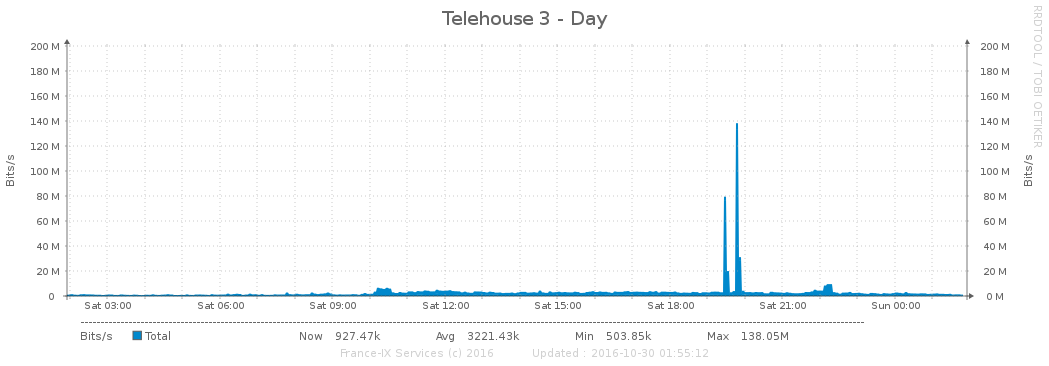 Telehouse 3 - Day
RRDTOOL / TOBI OETIKER
Bits/s
Bits/s
200 M 200 M
180 M 180 M
160 M 160 M
140 M 140 M
120 M 120 M
100 M 100 M
80 M 80 M
60 M 60 M
40 M 40 M
20 M 20 M
0 0 M
Sat 03:00 Sat 06:00 Sat 09:00 Sat 12:00 Sat 15:00 Sat 18:00 Sat 21:00 Sun 00:00
Bits/s Total Now 927.47k Avg 3221.43k Min 503.85k Max 138.05M
France-IX Services (c) 2016 Updated : 2016-10-30 01:55:12